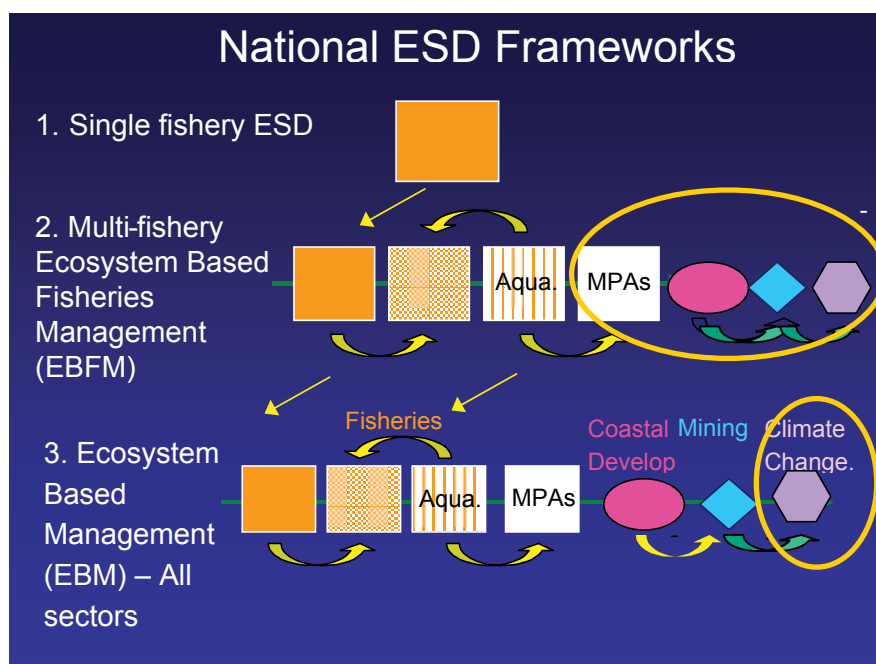 National ESD Frameworks
1. Single fishery ESD
2. Multi-fishery
Ecosystem Based
Fisheries
Management
(EBFM)
-
Aqua.
MPAs
3. Ecosystem
Based
Management
(EBM) – All
sectors
Fisheries
Aqua.
MPAs
Coastal
Develop
Mining
Climate
Change.